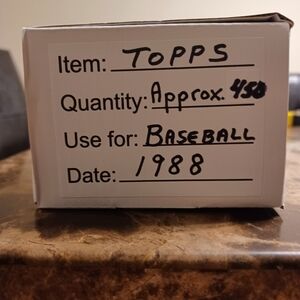 Item: TOPPS
Quantity: Approx. 450
Use for: BASEBALL
Date: 1988